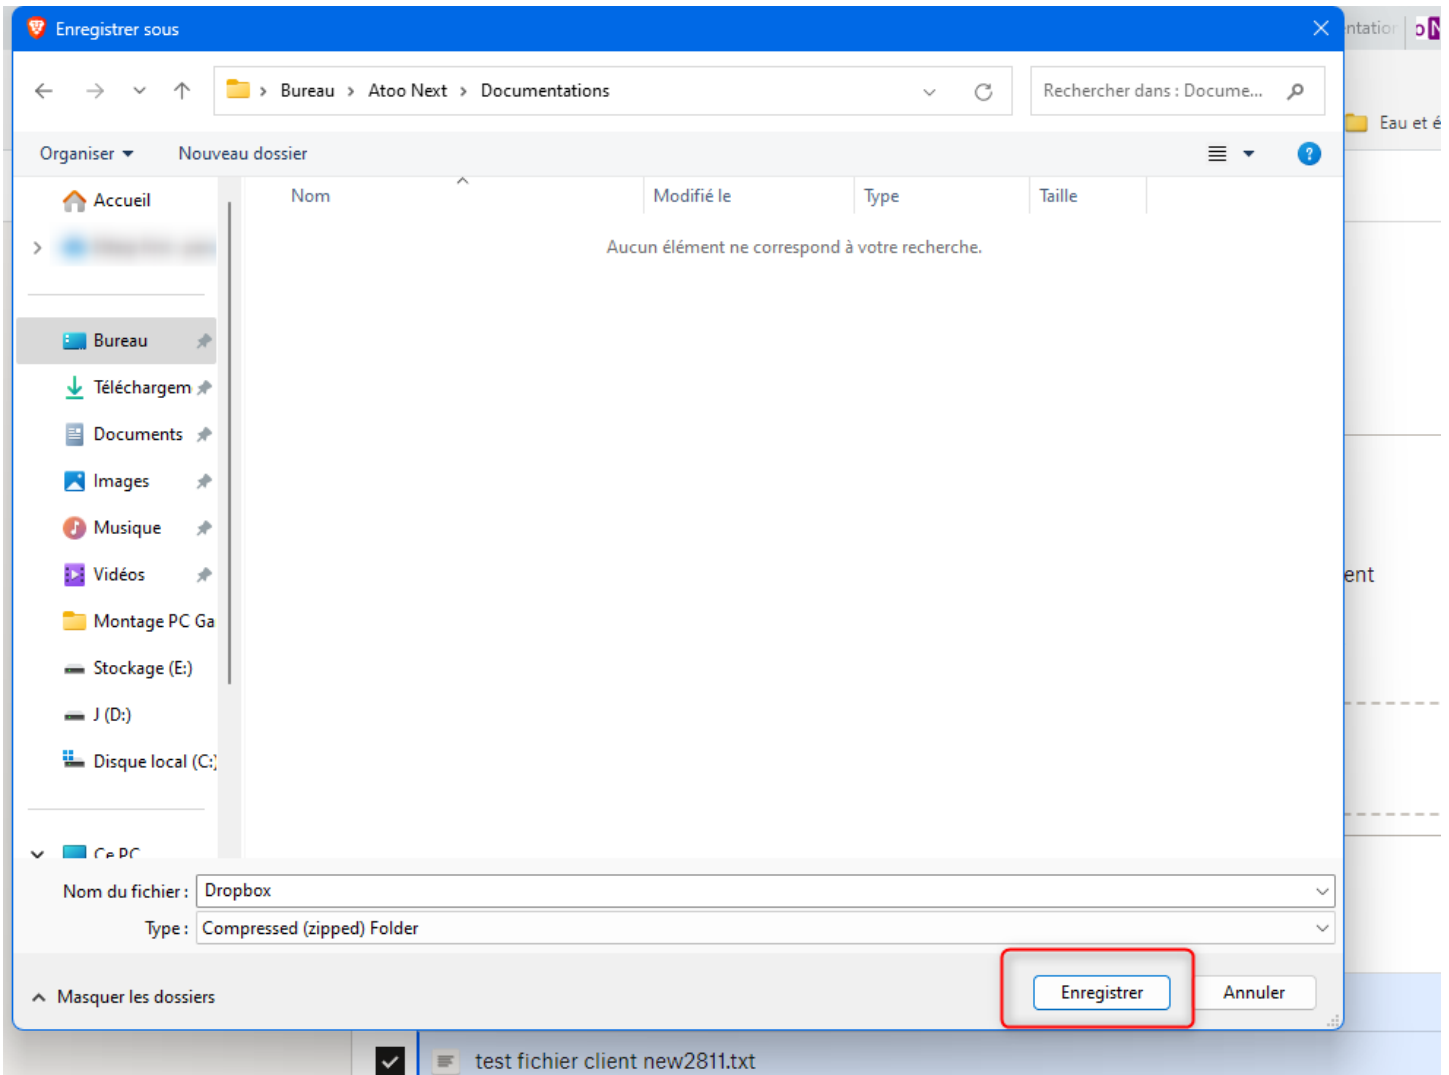 Enregistrer sous
ntation
Bureau > Atoo Next > Documentations
Rechercher dans : Docume...
Eau et é
Organiser
Nouveau dossier
Nom
Modifié le
Type
Taille
Aucun élément ne correspond à votre recherche.
Accueil
Bureau
Téléchargem
Documents
Images
Musique
Vidéos
Montage PC Ga
Stockage (E:)
J (D:)
Disque local (C:)
Ce PC
ent
Nom du fichier : Dropbox
Type : Compressed (zipped) Folder
Masquer les dossiers
Enregistrer
Annuler
test fichier client new2811.txt